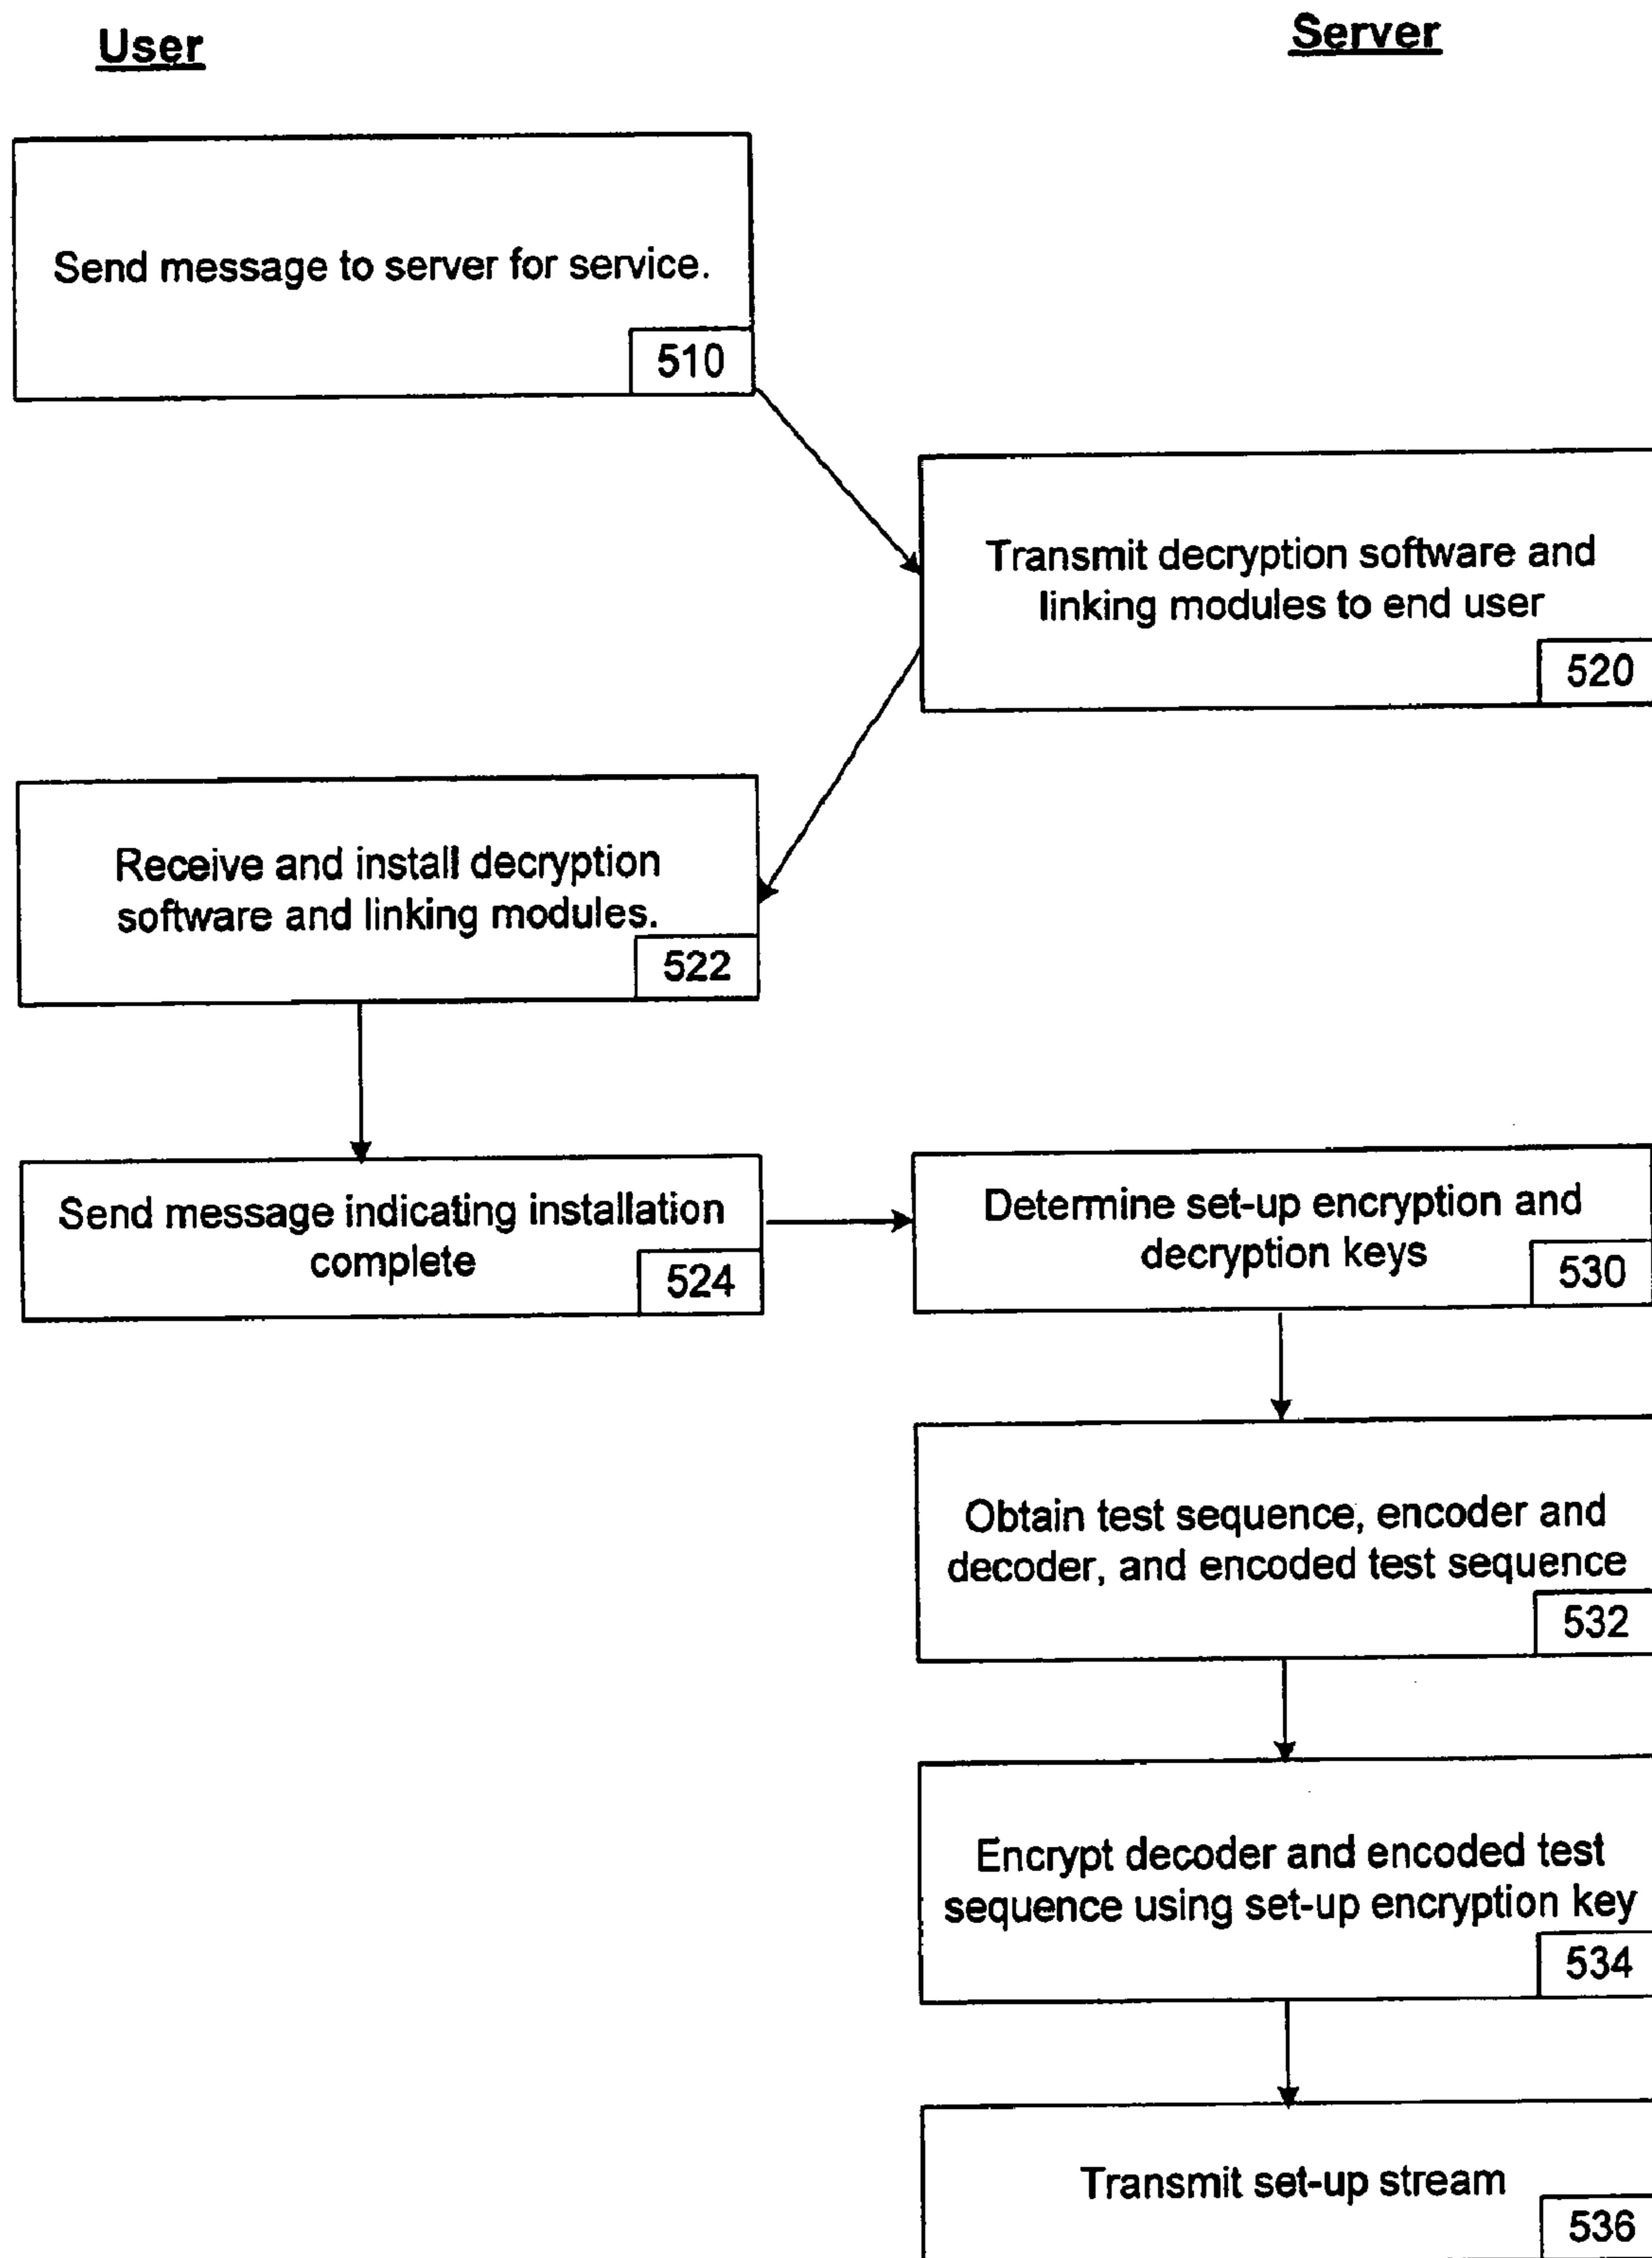 User
Server
Send message to server for service.
510
Transmit decryption software and
linking modules to end user
520
Receive and install decryption
software and linking modules.
522
Send message indicating installation
complete
524
Determine set-up encryption and
decryption keys
530
Obtain test sequence, encoder and
decoder, and encoded test sequence
532
Encrypt decoder and encoded test
sequence using set-up encryption key
534
Transmit set-up stream
536